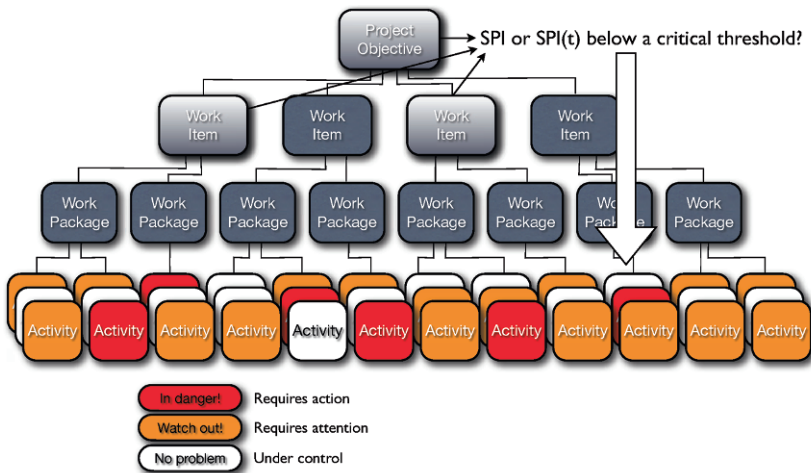 Project
Objective
SPI or SPI(t) below a critical threshold?
Work
Item
Work
Item
Work
Item
Work
Item
Work
Package
Work
Package
Work
Package
Work
Package
Work
Package
Work
Package
Work
Package
Work
Package
Activity
Activity
Activity
Activity
Activity
Activity
Activity
Activity
Activity
Activity
Activity
Activity
In danger!
Requires action
Watch out!
Requires attention
No problem
Under control